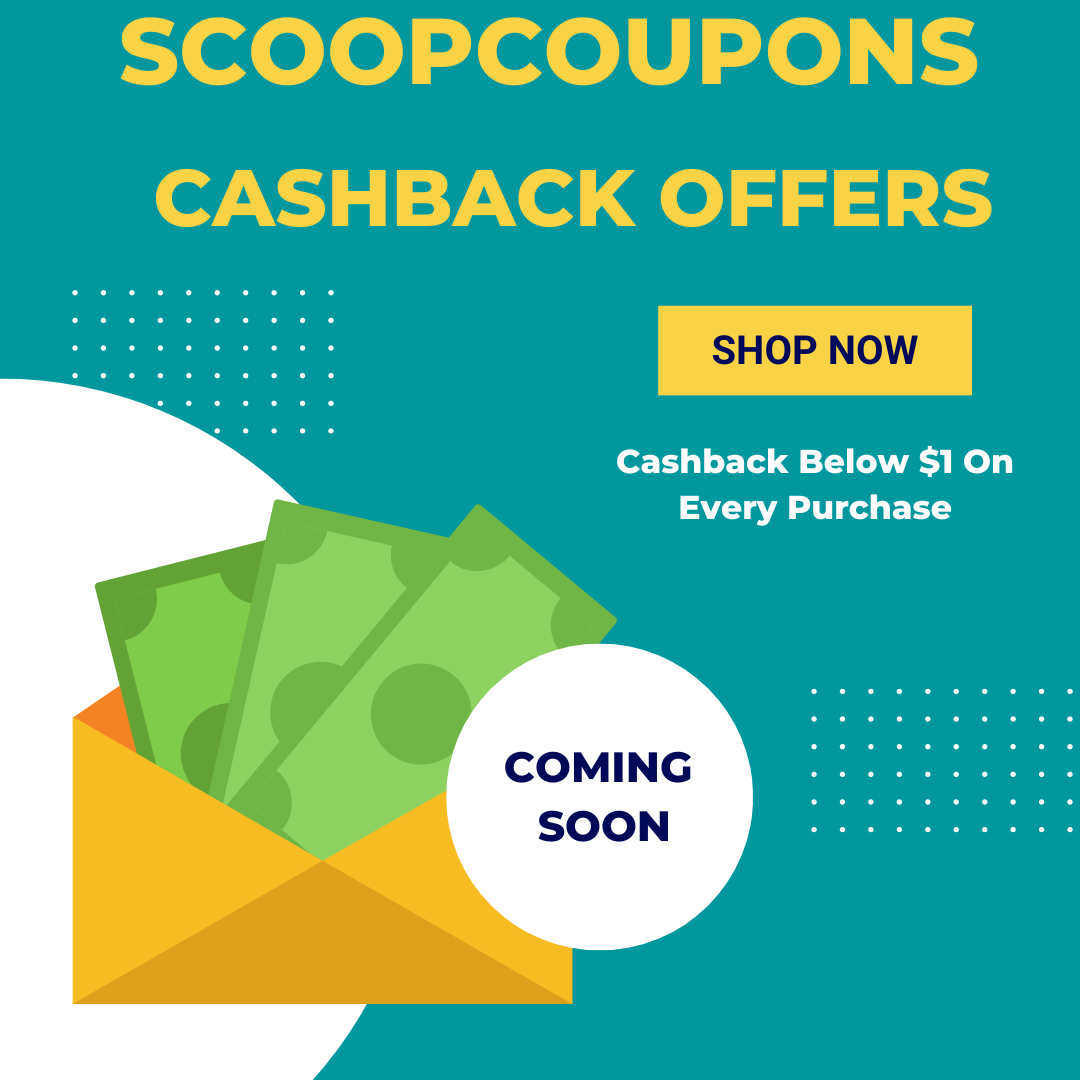 SCOOPCOUPONS
CASHBACK OFFERS
SHOP NOW
Cashback Below $1 On
Every Purchase
COMING
SOON